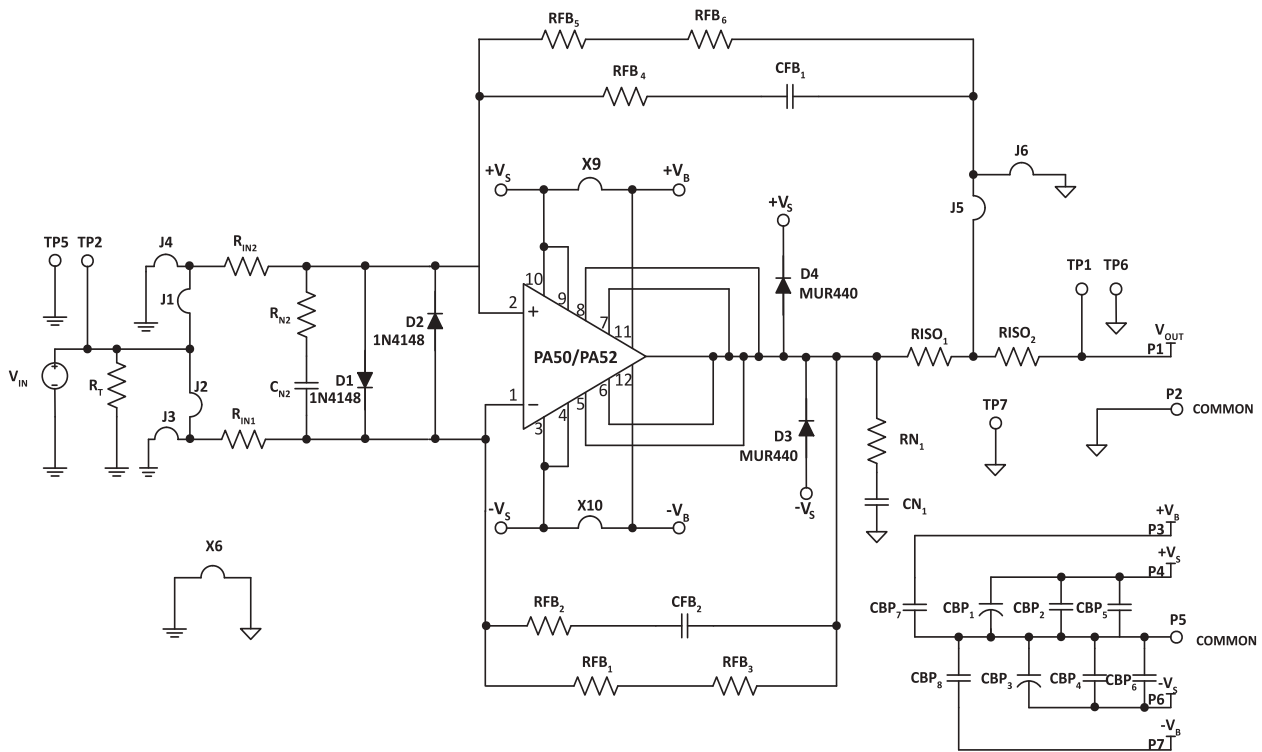 RFB5
RFB6
RFB4
CFB1
+VS
X9
+VB
J6
J5
+VS
TP5
TP2
J4
RIN2
J1
D4
MUR440
TP1
TP6
10
9
8
7
11
2
+
RN2
D2
1N4148
RISO1
RISO2
VOUT
P1
PA50/PA52
VIN
+
−
RT
D1
1N4148
CN2
J2
12
6
5
4
3
1
−
P2
COMMON
J3
RIN1
TP7
D3
MUR440
RN1
-VS
X10
-VB
-VS
CN1
X6
+VB
P3
+VS
P4
RFB2
CFB2
CBP7
CBP1
CBP2
CBP5
P5
COMMON
RFB1
RFB3
CBP8
CBP3
CBP4
CBP6
-VS
P6
-VB
P7